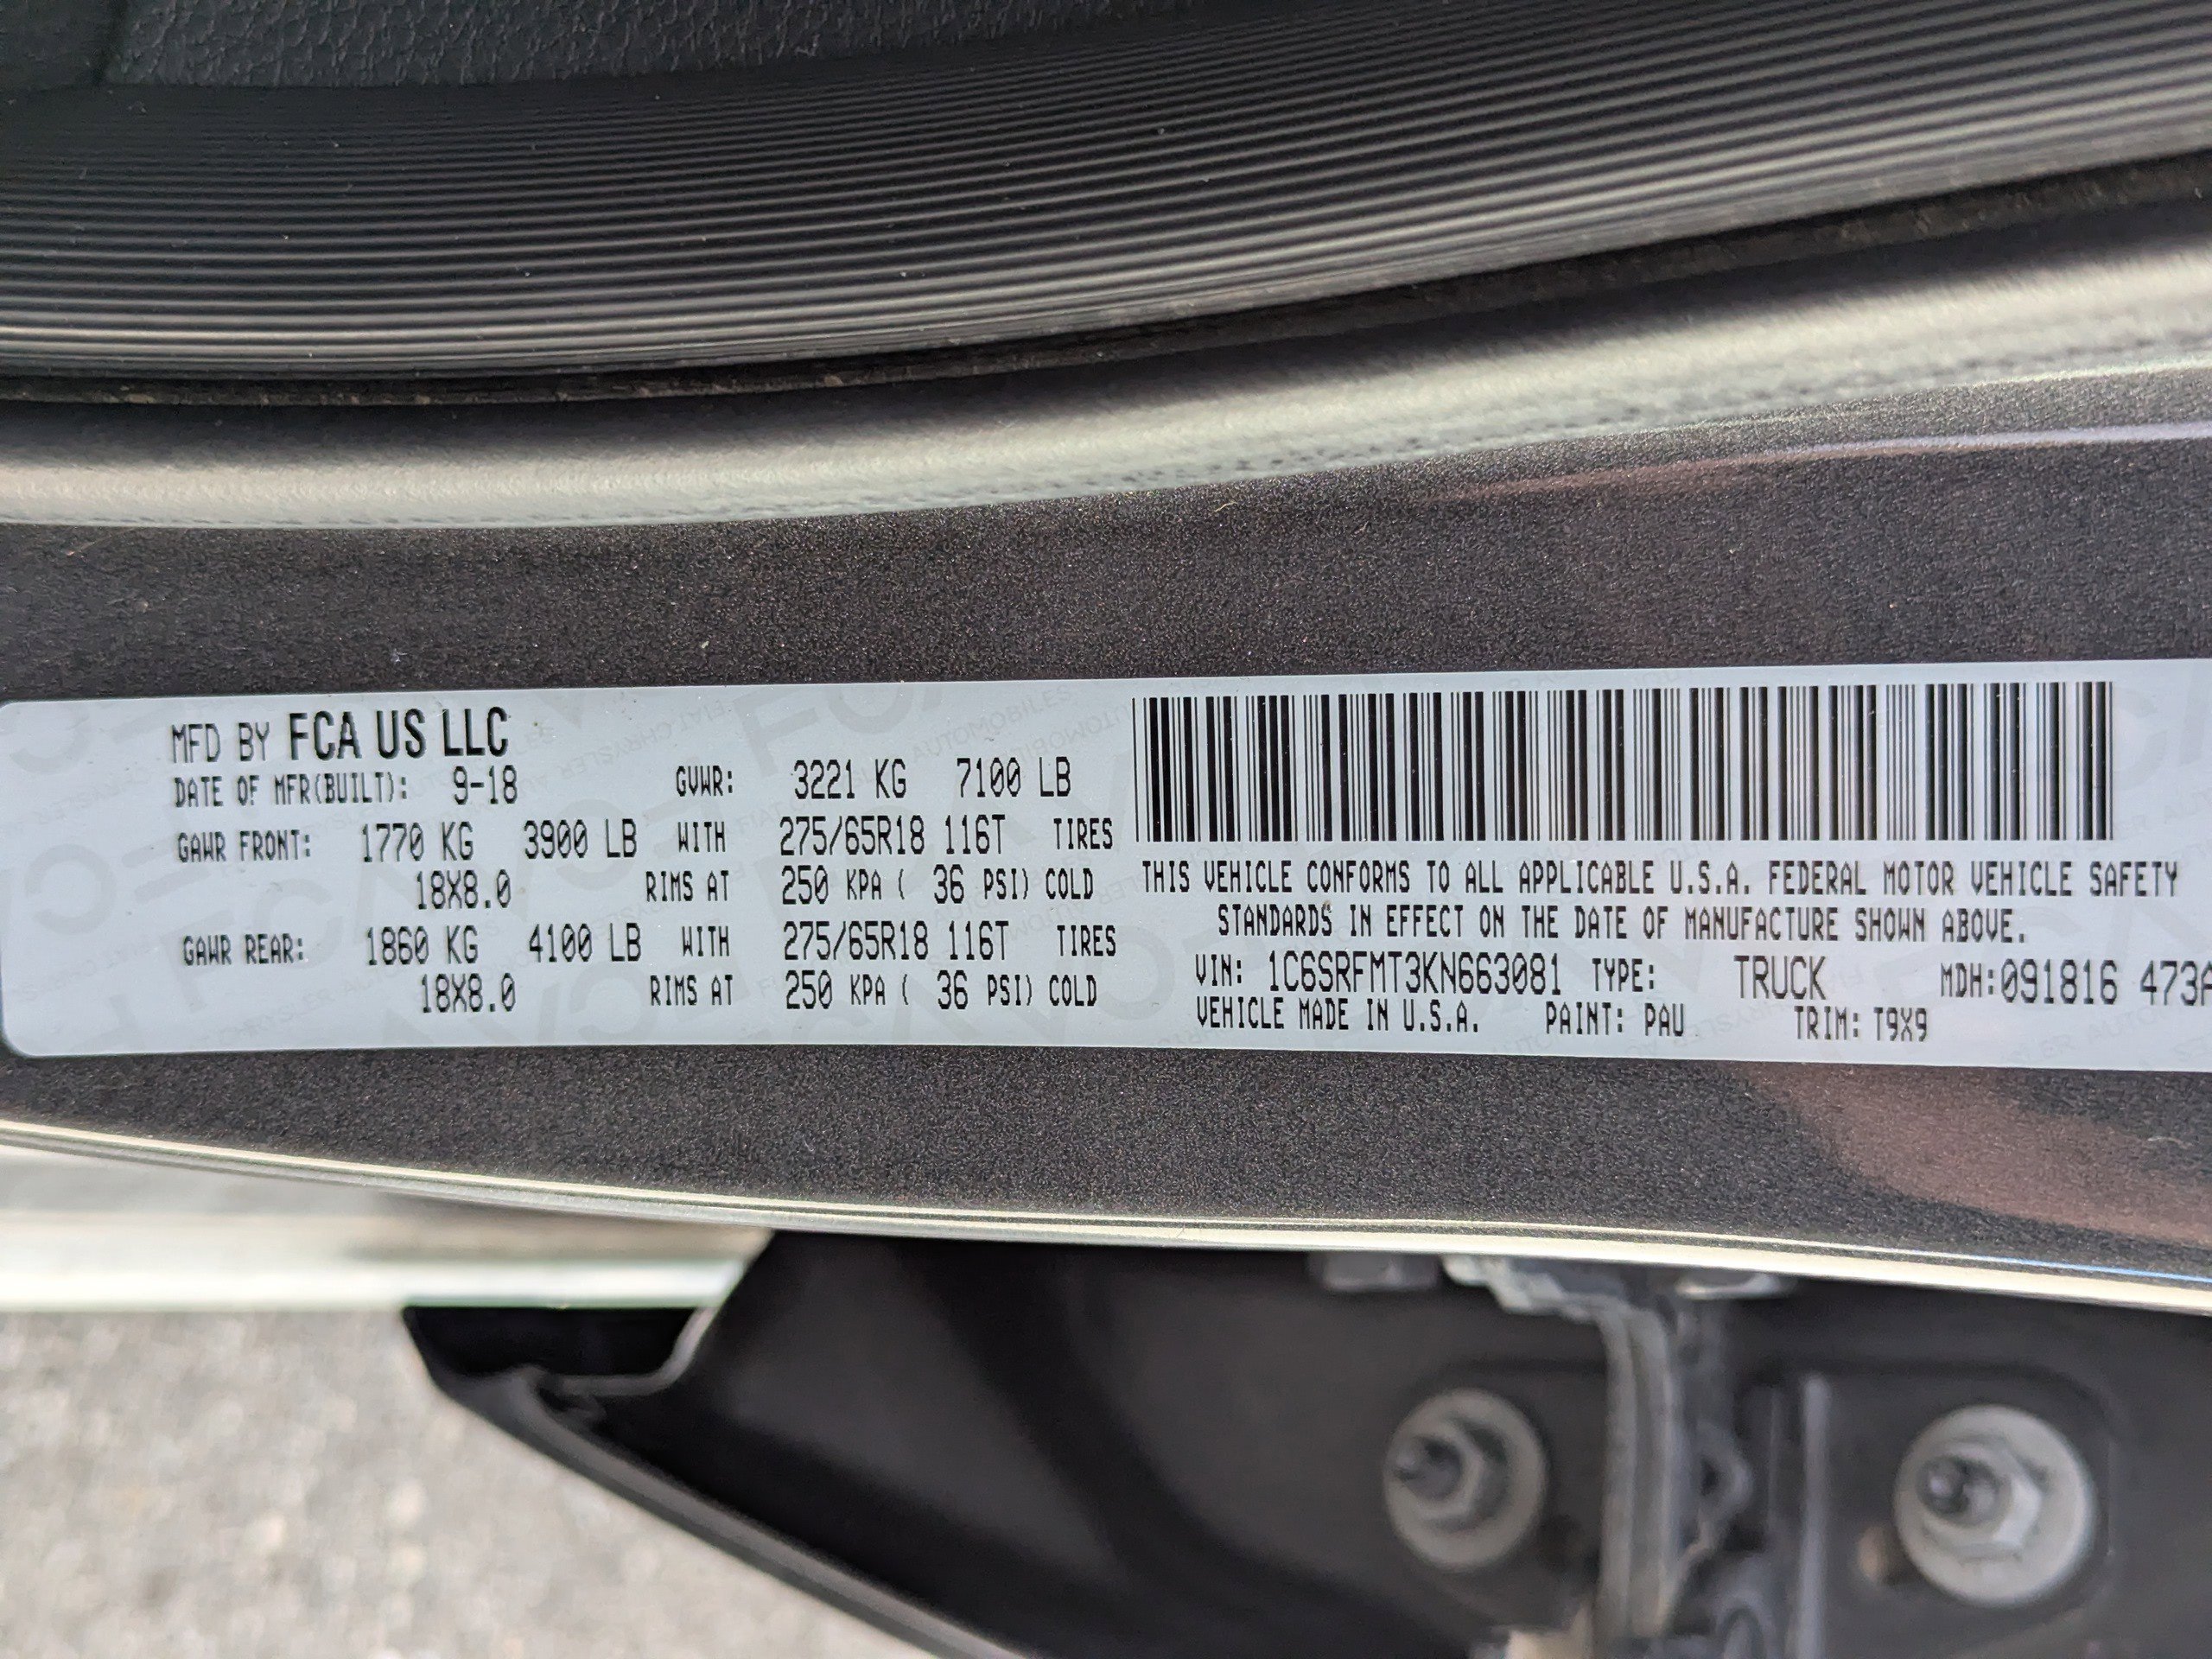 MFD BY FCA US LLC
DATE OF MFR(BUILT): 9-18 GVWR: 3221 KG 7100 LB
GAWR FRONT: 1770 KG 3900 LB WITH 275/65R18 116T TIRES
18X8.0 RIMS AT 250 KPA ( 36 PSI) COLD
GAWR REAR: 1860 KG 4100 LB WITH 275/65R18 116T TIRES
18X8.0 RIMS AT 250 KPA ( 36 PSI) COLD
THIS VEHICLE CONFORMS TO ALL APPLICABLE U.S.A. FEDERAL MOTOR VEHICLE SAFETY
STANDARDS IN EFFECT ON THE DATE OF MANUFACTURE SHOWN ABOVE.
VIN: 1C6SRFMT3KN663081 TYPE: TRUCK MDH:091816 473A
VEHICLE MADE IN U.S.A. PAINT: PAU TRIM: T9X9